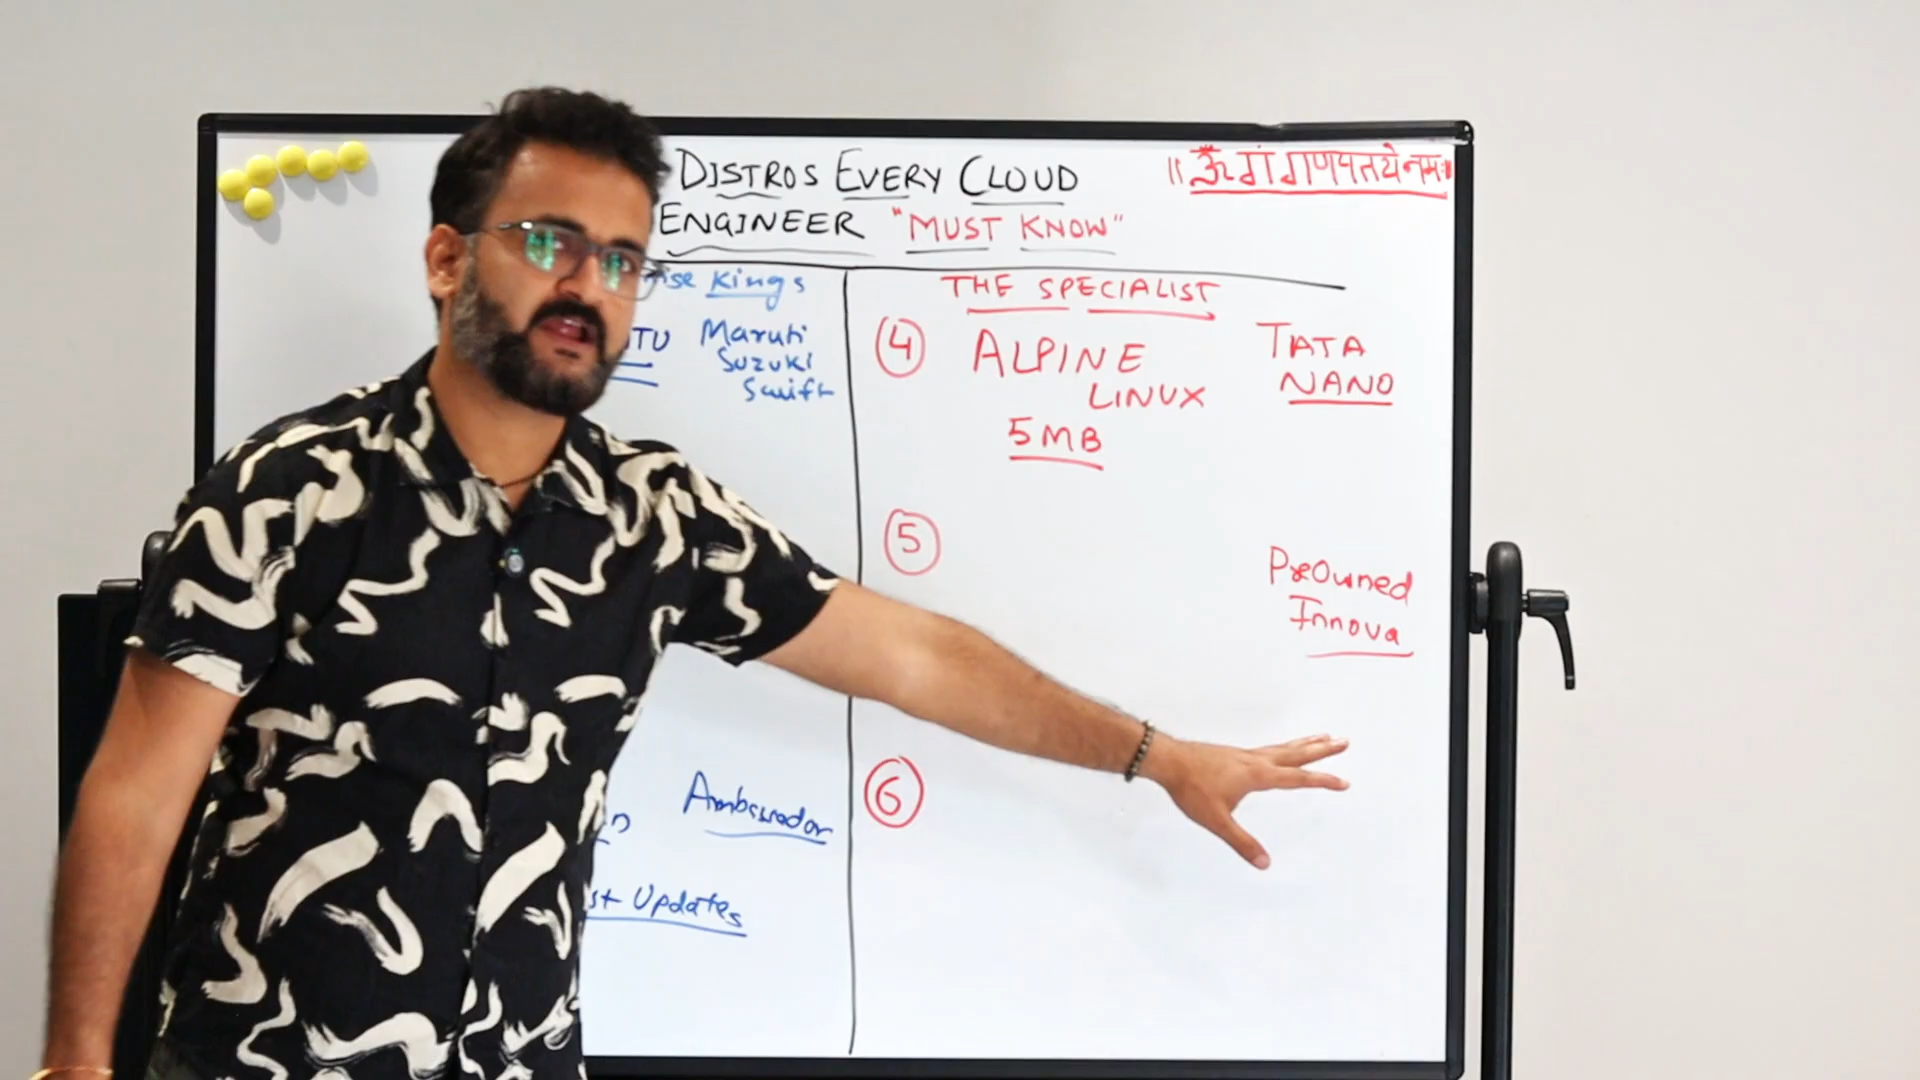 DISTROS EVERY CLOUD
ENGINEER "MUST KNOW"
॥ ॐ गं गणपतये नमः॥
Kings
Maruti
Suzuki
Swift
Ambassador
Updates
THE SPECIALIST
4 ALPINE
LINUX
5MB
TATA
NANO
5
PreOwned
Innova
6